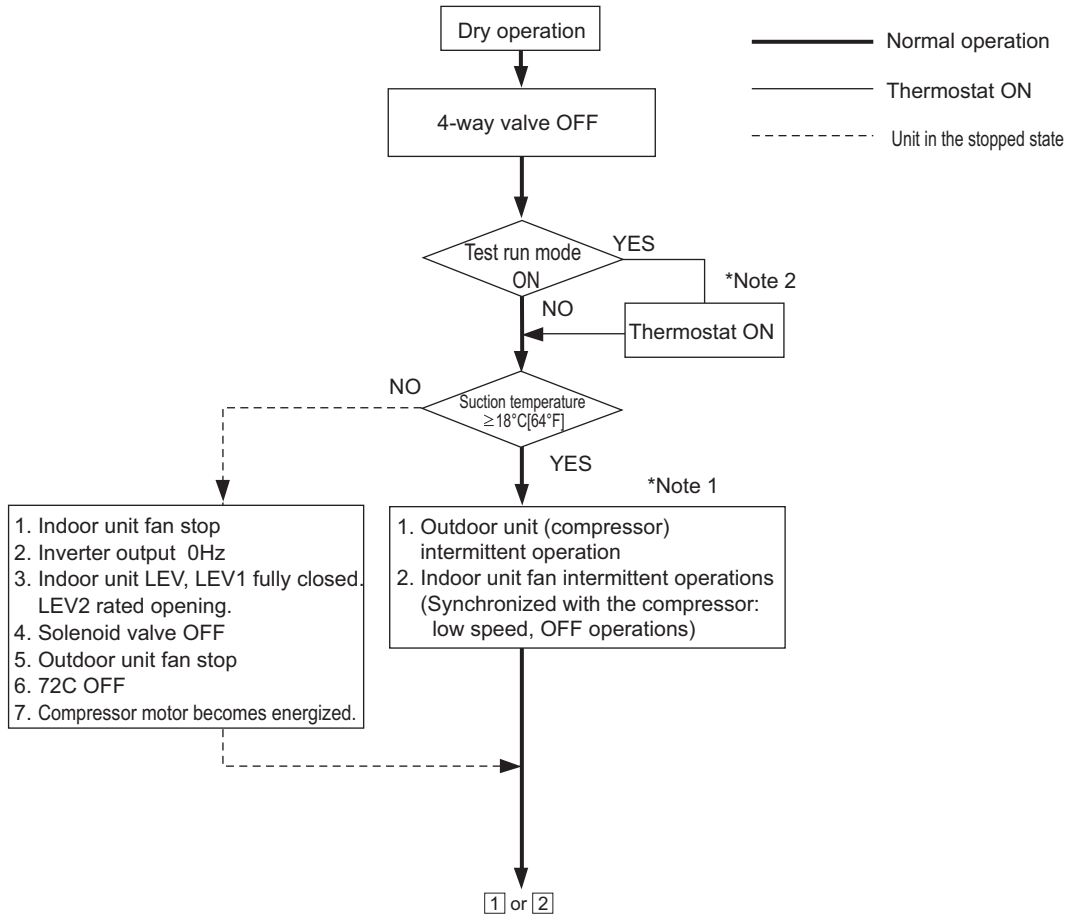 Dry operation
Normal operation
Thermostat ON
Unit in the stopped state
4-way valve OFF
Test run mode
ON
YES
*Note 2
NO
Thermostat ON
NO
Suction temperature
≥18°C[64°F]
YES
*Note 1
1. Indoor unit fan stop
2. Inverter output 0Hz
3. Indoor unit LEV, LEV1 fully closed.
LEV2 rated opening.
4. Solenoid valve OFF
5. Outdoor unit fan stop
6. 72C OFF
7. Compressor motor becomes energized.
1. Outdoor unit (compressor)
intermittent operation
2. Indoor unit fan intermittent operations
(Synchronized with the compressor:
low speed, OFF operations)
1 or 2